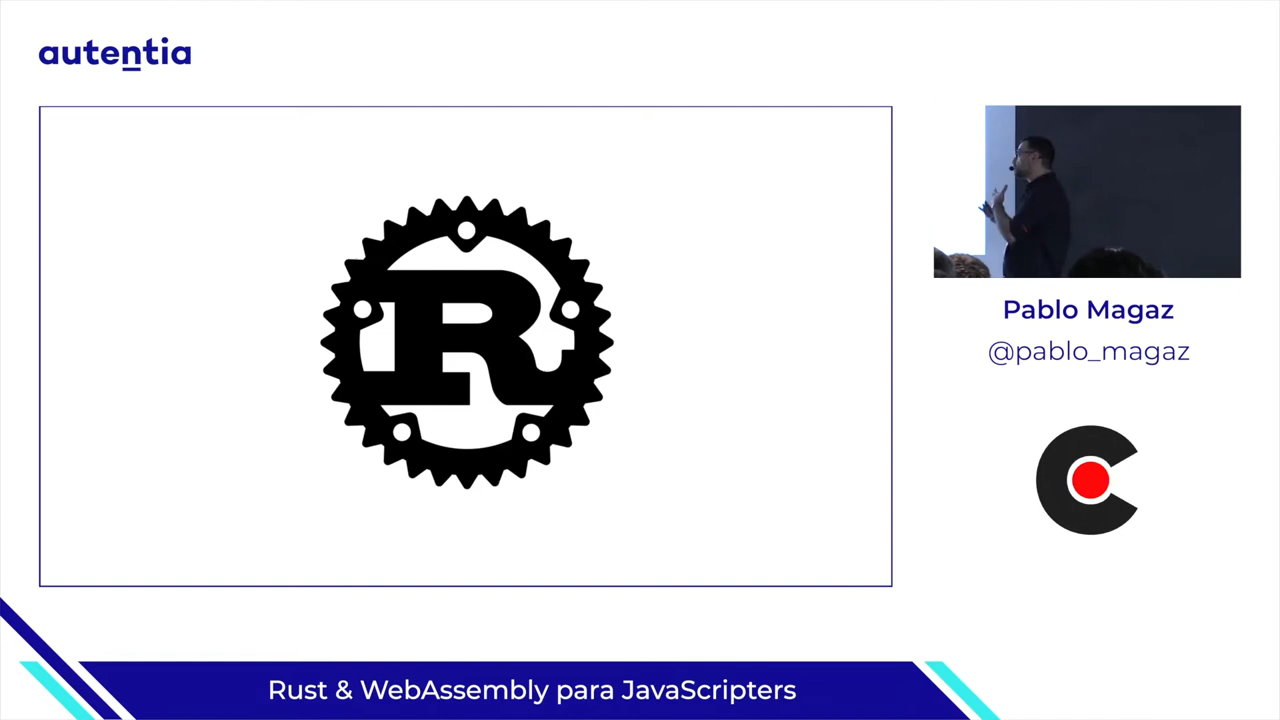 autentia
R
Pablo Magaz
@pablo_magaz
Rust & WebAssembly para JavaScripters